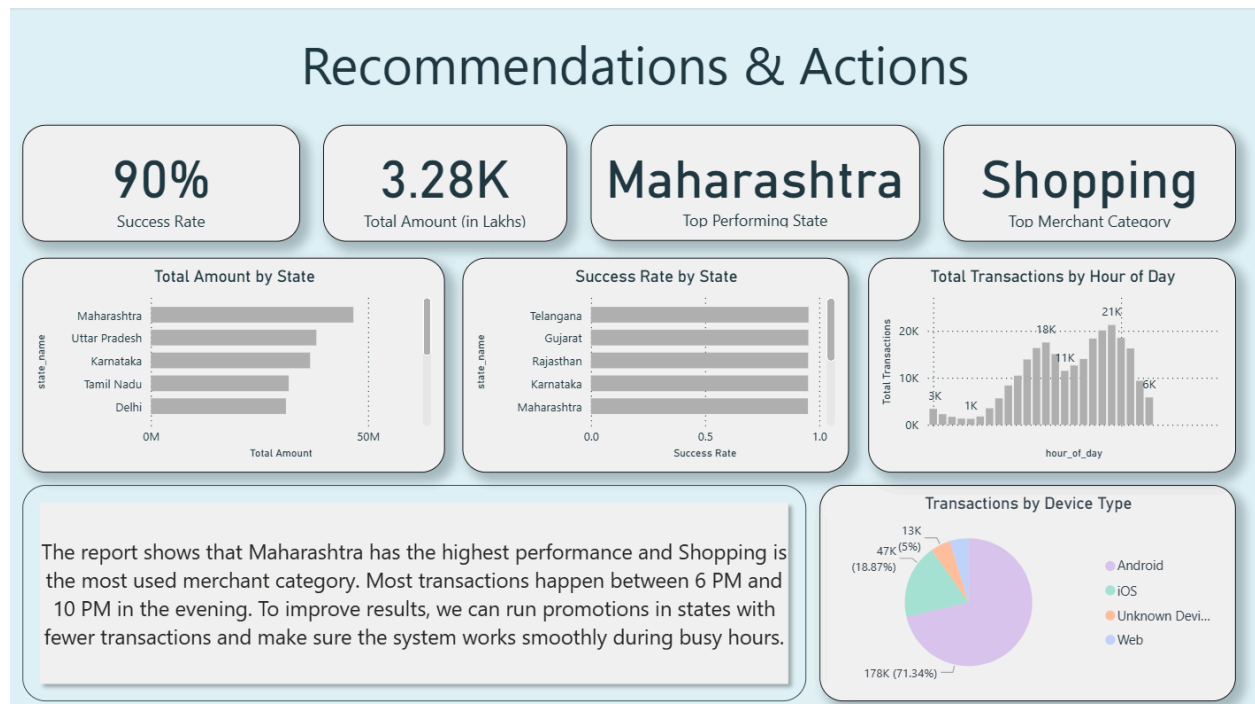 Recommendations & Actions
90%
Success Rate
3.28K
Total Amount (in Lakhs)
Maharashtra
Top Performing State
Shopping
Top Merchant Category
Total Amount by State
state_name
Maharashtra
Uttar Pradesh
Karnataka
Tamil Nadu
Delhi
0M
50M
Total Amount
Success Rate by State
state_name
Telangana
Gujarat
Rajasthan
Karnataka
Maharashtra
0.0
0.5
1.0
Success Rate
Total Transactions by Hour of Day
Total Transactions
20K
10K
0K
3K
1K
18K
11K
21K
6K
hour_of_day
The report shows that Maharashtra has the highest performance and Shopping is
the most used merchant category. Most transactions happen between 6 PM and
10 PM in the evening. To improve results, we can run promotions in states with
fewer transactions and make sure the system works smoothly during busy hours.
Transactions by Device Type
13K
(5%)
47K
(18.87%)
178K (71.34%)
Android
iOS
Unknown Devi...
Web